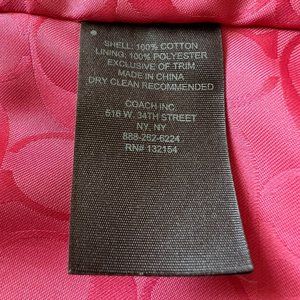 SHELL: 100% COTTON
LINING: 100% POLYESTER
EXCLUSIVE OF TRIM
MADE IN CHINA
DRY CLEAN RECOMMENDED
COACH INC.
516 W. 34TH STREET
NY, NY
888-262-6224
RN# 132154